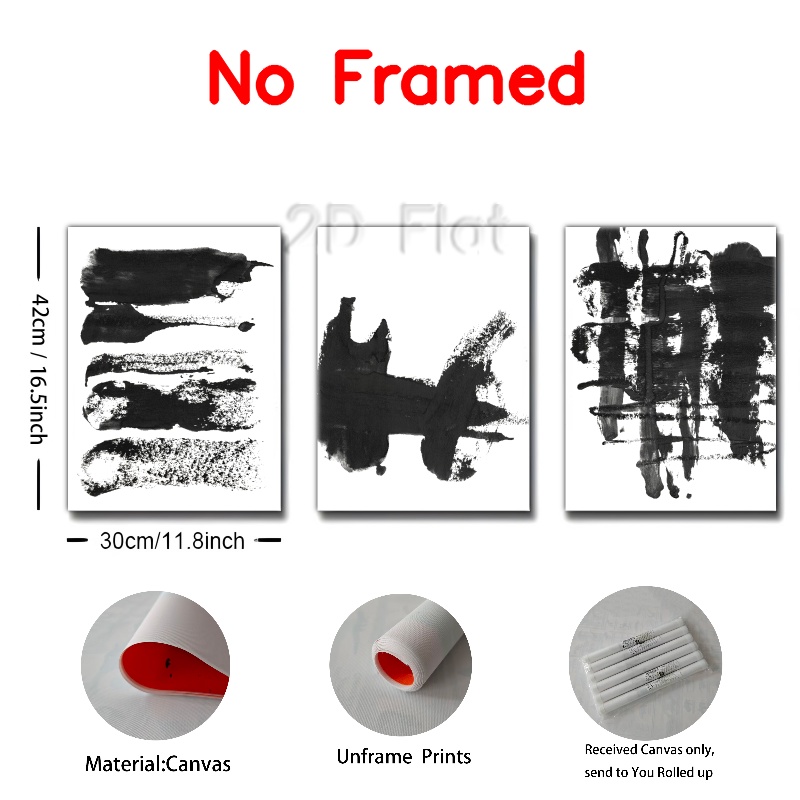 No Framed
2D Flat
42cm / 16.5inch
30cm/11.8inch
Material:Canvas
Unframe Prints
Received Canvas only,
send to You Rolled up